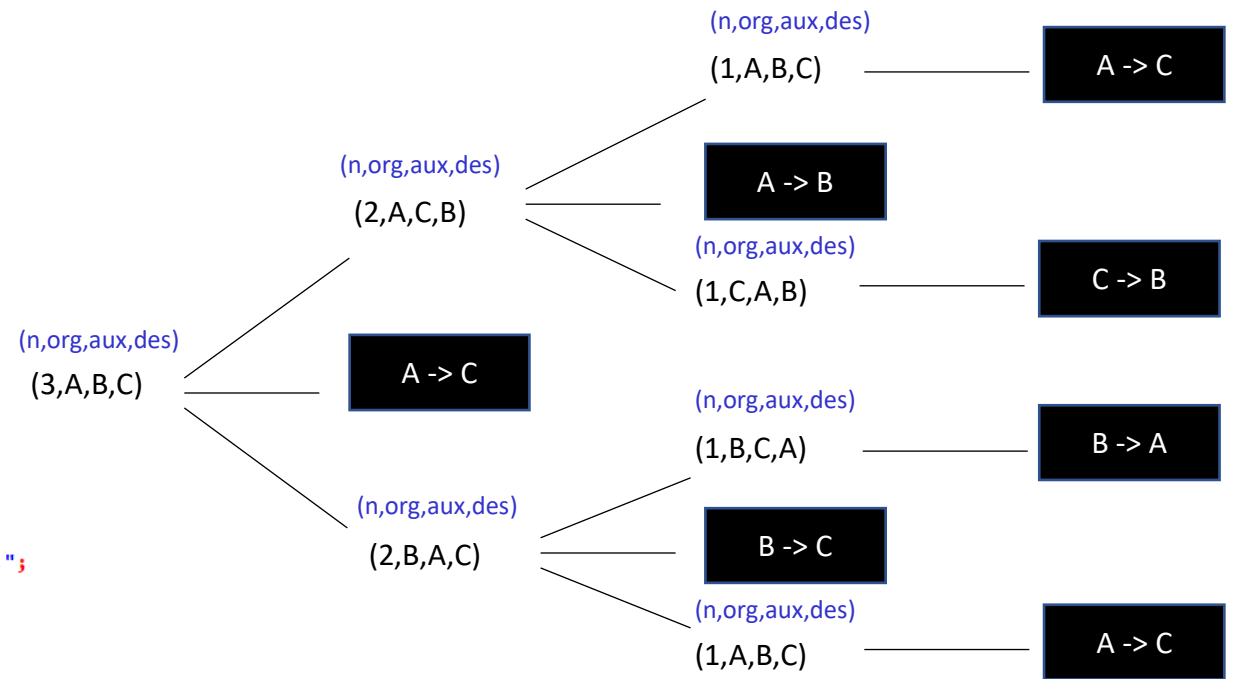 (n,org,aux,des)
(1,A,B,C)
A -> C
(n,org,aux,des)
(2,A,C,B)
A -> B
(n,org,aux,des)
(1,C,A,B)
C -> B
(n,org,aux,des)
(3,A,B,C)
A -> C
(n,org,aux,des)
(1,B,C,A)
B -> A
(n,org,aux,des)
(2,B,A,C)
B -> C
(n,org,aux,des)
(1,A,B,C)
A -> C
";